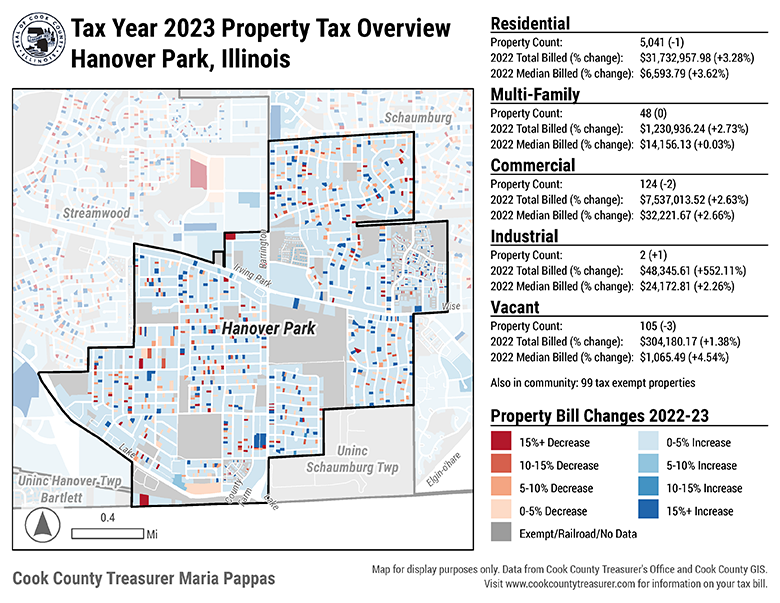 Tax Year 2023 Property Tax Overview
Hanover Park, Illinois
Schaumburg
Streamwood
Barrington
Irving Park
Wise
Hanover Park
Lake
Uninc
Schaumburg Twp
Uninc Hanover Twp
Bartlett
County Farm
Lake
Elgin-o'hare
0.4
Mi
Residential
Property Count: 5,041 (-1)
2022 Total Billed (% change): $31,732,957.98 (+3.28%)
2022 Median Billed (% change): $6,593.79 (+3.62%)
Multi-Family
Property Count: 48 (0)
2022 Total Billed (% change): $1,230,936.24 (+2.73%)
2022 Median Billed (% change): $14,156.13 (+0.03%)
Commercial
Property Count: 124 (-2)
2022 Total Billed (% change): $7,537,013.52 (+2.63%)
2022 Median Billed (% change): $32,221.67 (+2.66%)
Industrial
Property Count: 2 (+1)
2022 Total Billed (% change): $48,345.61 (+552.11%)
2022 Median Billed (% change): $24,172.81 (+2.26%)
Vacant
Property Count: 105 (-3)
2022 Total Billed (% change): $304,180.17 (+1.38%)
2022 Median Billed (% change): $1,065.49 (+4.54%)
Also in community: 99 tax exempt properties
Property Bill Changes 2022-23
15%+ Decrease
0-5% Increase
10-15% Decrease
5-10% Increase
5-10% Decrease
10-15% Increase
0-5% Decrease
15%+ Increase
Exempt/Railroad/No Data
Cook County Treasurer Maria Pappas
Map for display purposes only. Data from Cook County Treasurer's Office and Cook County GIS.
Visit www.cookcountytreasurer.com for information on your tax bill.